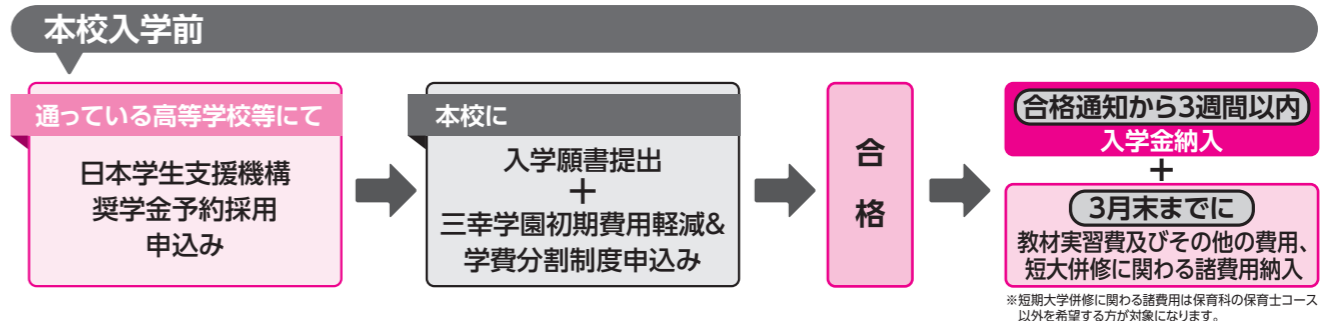 本校入学前
通っている高等学校等にて
日本学生支援機構
奨学金予約採用
申込み
本校に
入学願書提出
+
三幸学園初期費用軽減&
学費分割制度申込み
合
格
合格通知から3週間以内
入学金納入
+
3月末までに
教材実習費及びその他の費用、
短大併修に関わる諸費用納入
※短期大学併修に関わる諸費用は保育科の保育士コース
以外を希望する方が対象になります。